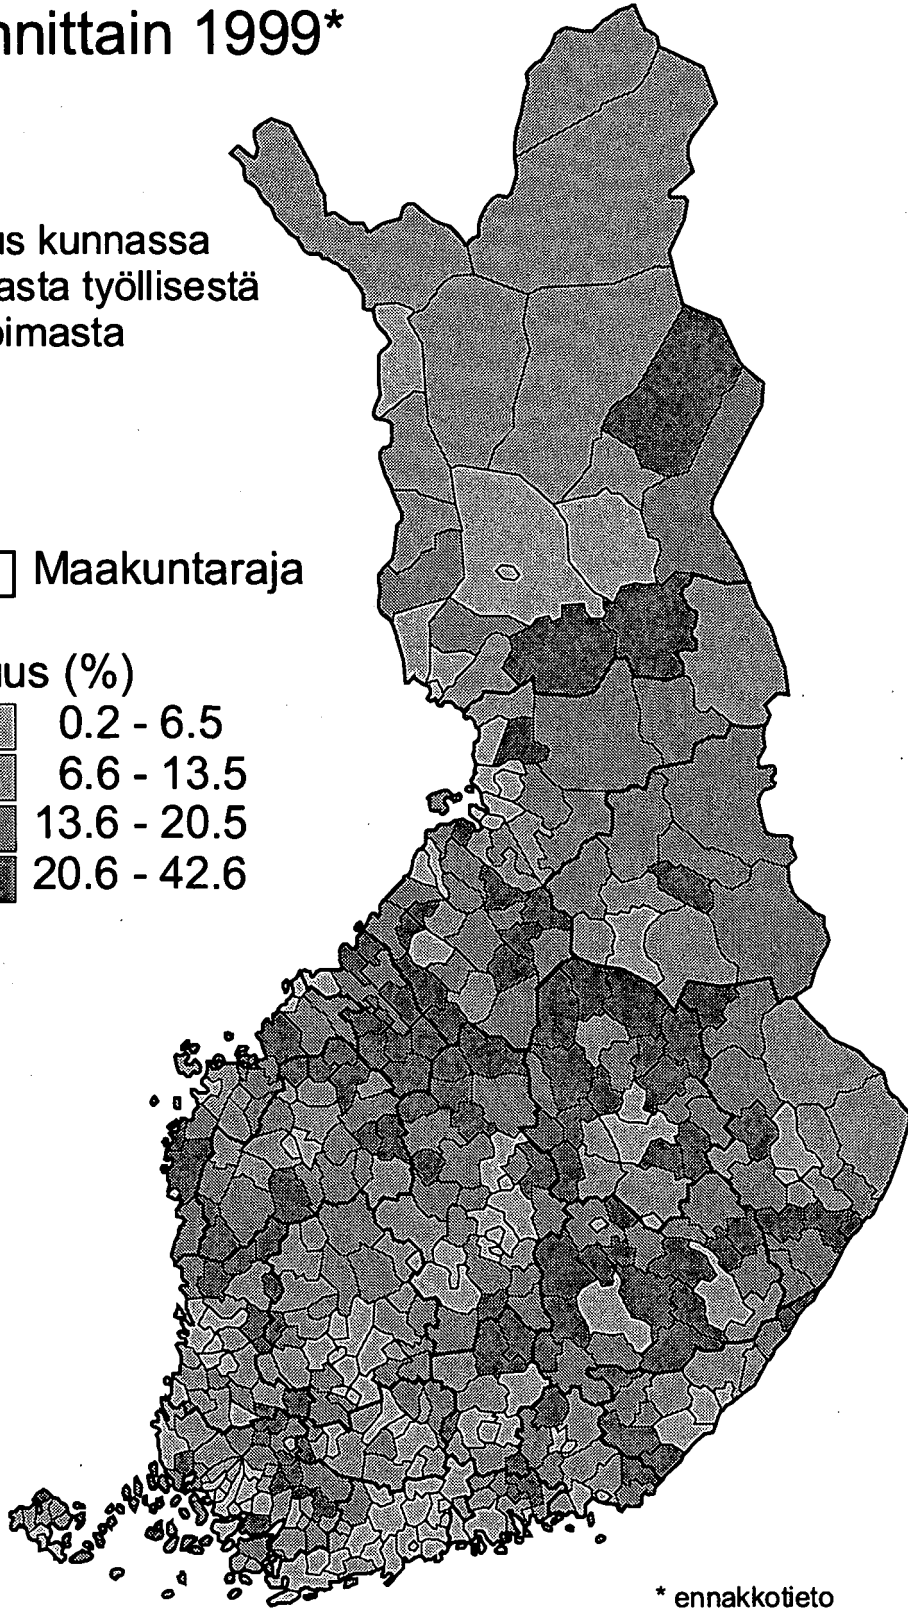 nnittain 1999*
us kunnassa
asta työllisestä
oimasta
Maakuntaraja
uus (%)
0.2 - 6.5
6.6 - 13.5
13.6 - 20.5
20.6 - 42.6
* ennakkotieto